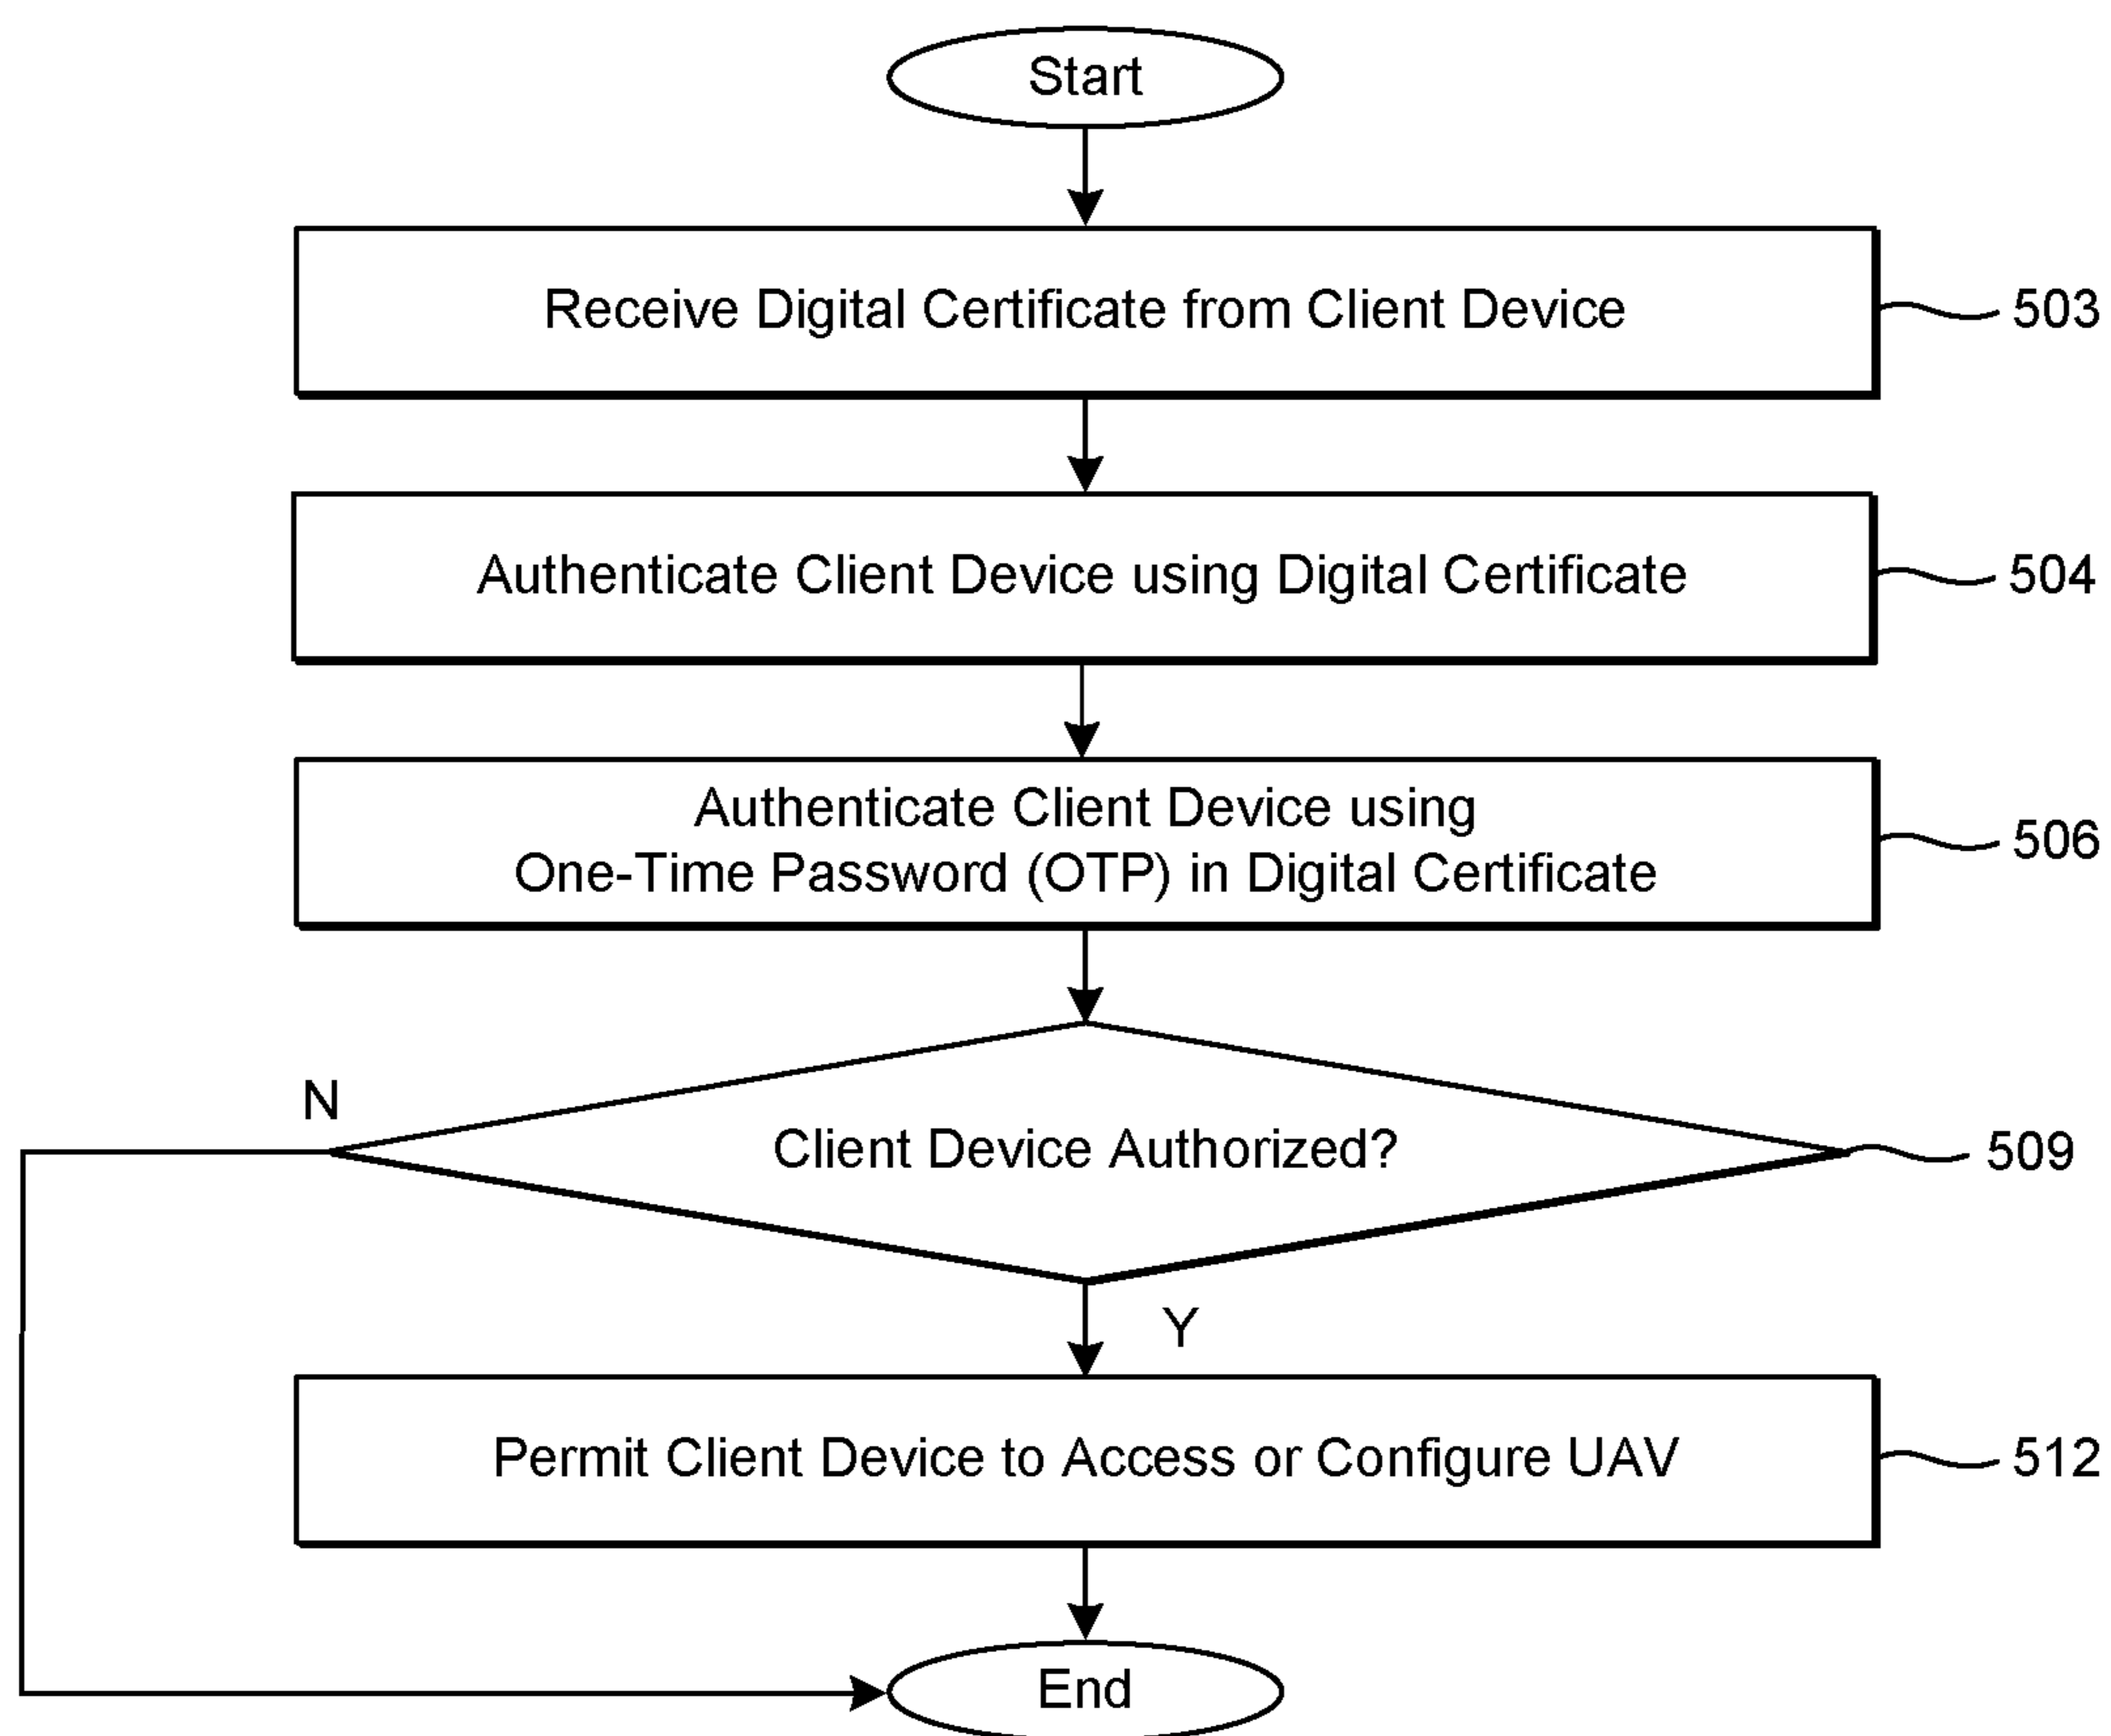 Start
Receive Digital Certificate from Client Device
503
Authenticate Client Device using Digital Certificate
504
Authenticate Client Device using
One-Time Password (OTP) in Digital Certificate
506
N
Client Device Authorized?
509
Y
Permit Client Device to Access or Configure UAV
512
End